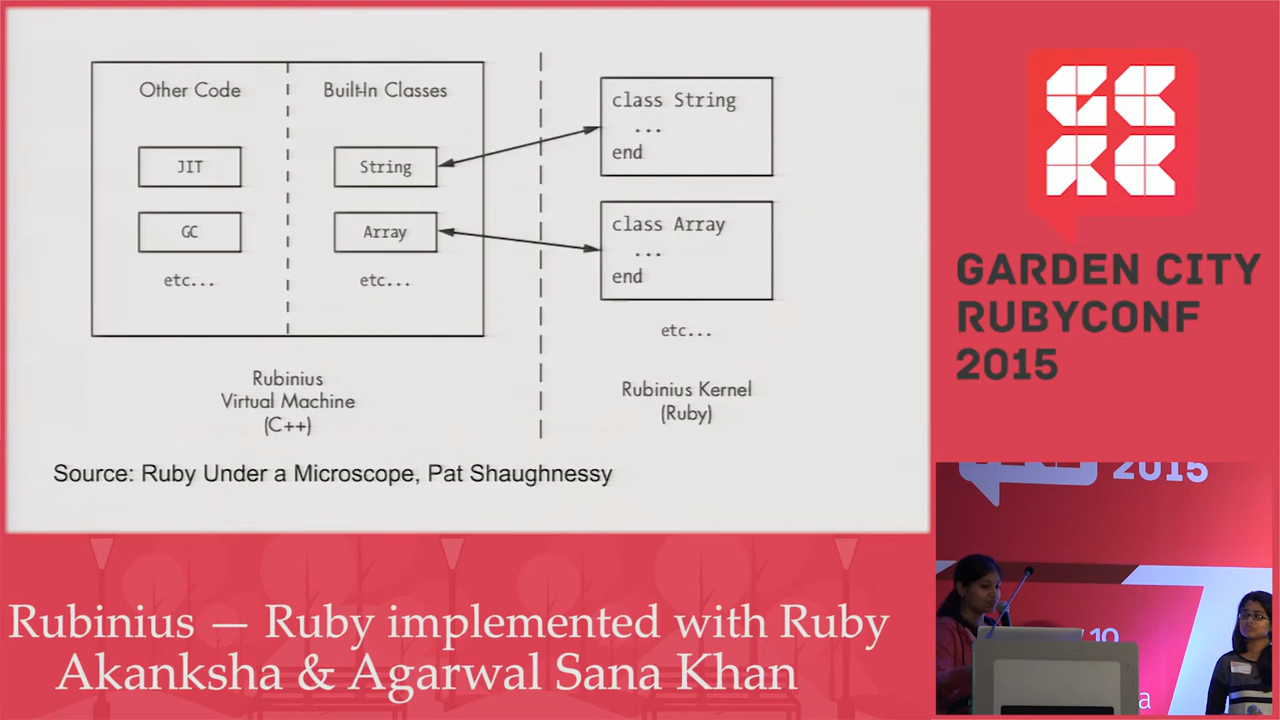 Other Code
Built-In Classes
JIT
String
GC
Array
etc...
etc...
class String
...
end
class Array
...
end
etc...
Rubinius
Virtual Machine
(C++)
Rubinius Kernel
(Ruby)
Source: Ruby Under a Microscope, Pat Shaughnessy
GARDEN CITY
RUBYCONF
2015
2015
10
a
Rubinius — Ruby implemented with Ruby
Akanksha & Agarwal Sana Khan